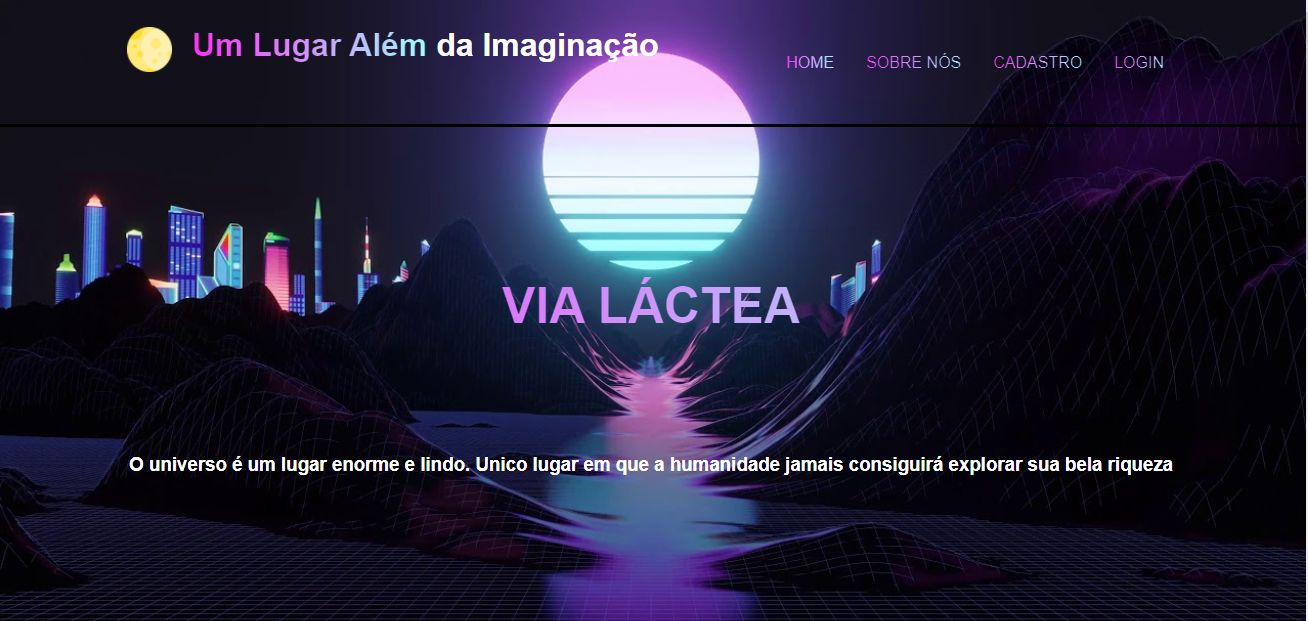 Um Lugar Além da Imaginação
HOME SOBRE NÓS CADASTRO LOGIN
VIA LÁCTEA
O universo é um lugar enorme e lindo. Unico lugar em que a humanidade jamais consiguirá explorar sua bela riqueza